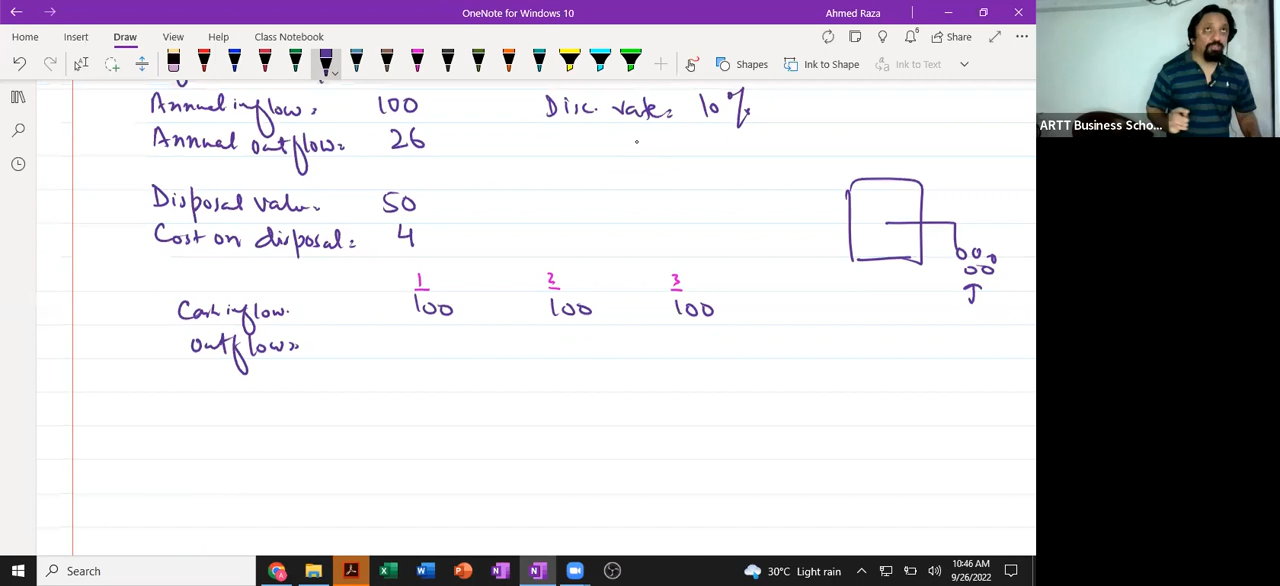 OneNote for Windows 10
Ahmed Raza
Home Insert Draw View Help Class Notebook
6
Share
Shapes Ink to Shape Ink to Text
ARTT Business Scho...
Annual inflow = 100 Disc. rate = 10%
Annual outflow = 26
Disposal value = 50
Cost on disposal = 4
1 2 3
Cash inflow. 100 100 100
Outflow =
Search
30°C Light rain
10:46 AM
9/26/2022